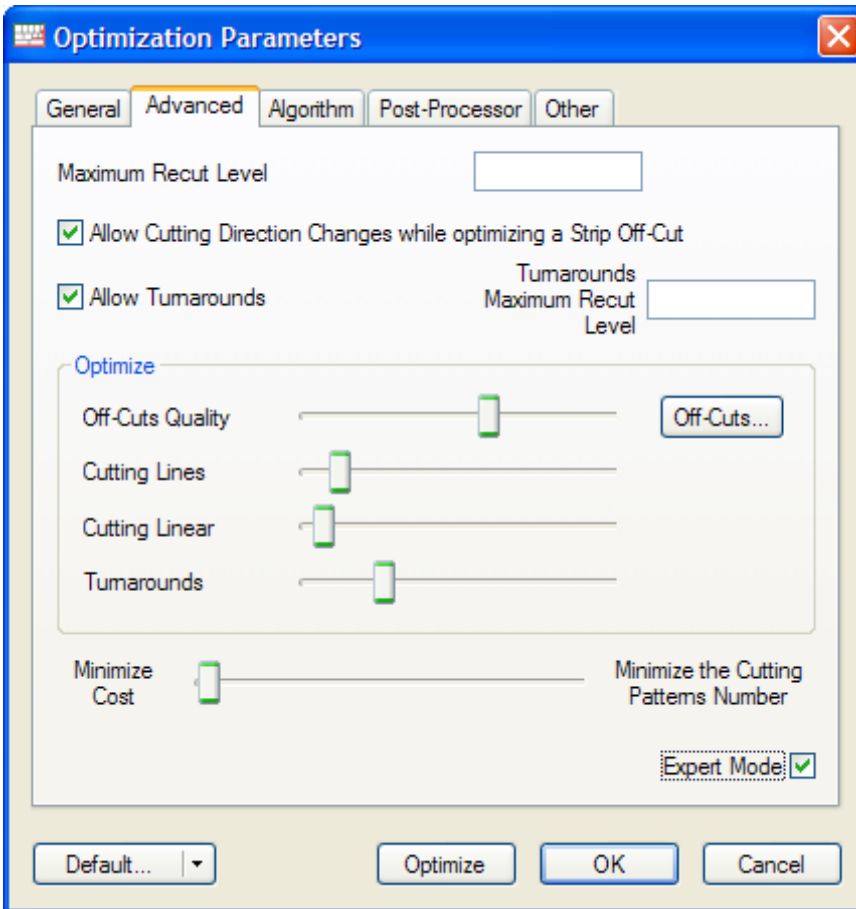 Optimization Parameters
General Advanced Algorithm Post-Processor Other
Maximum Recut Level
Allow Cutting Direction Changes while optimizing a Strip Off-Cut
Allow Turnarounds
Turnarounds
Maximum Recut
Level
Optimize
Off-Cuts Quality
Off-Cuts...
Cutting Lines
Cutting Linear
Turnarounds
Minimize
Cost
Minimize the Cutting
Patterns Number
Expert Mode
Default... Optimize OK Cancel